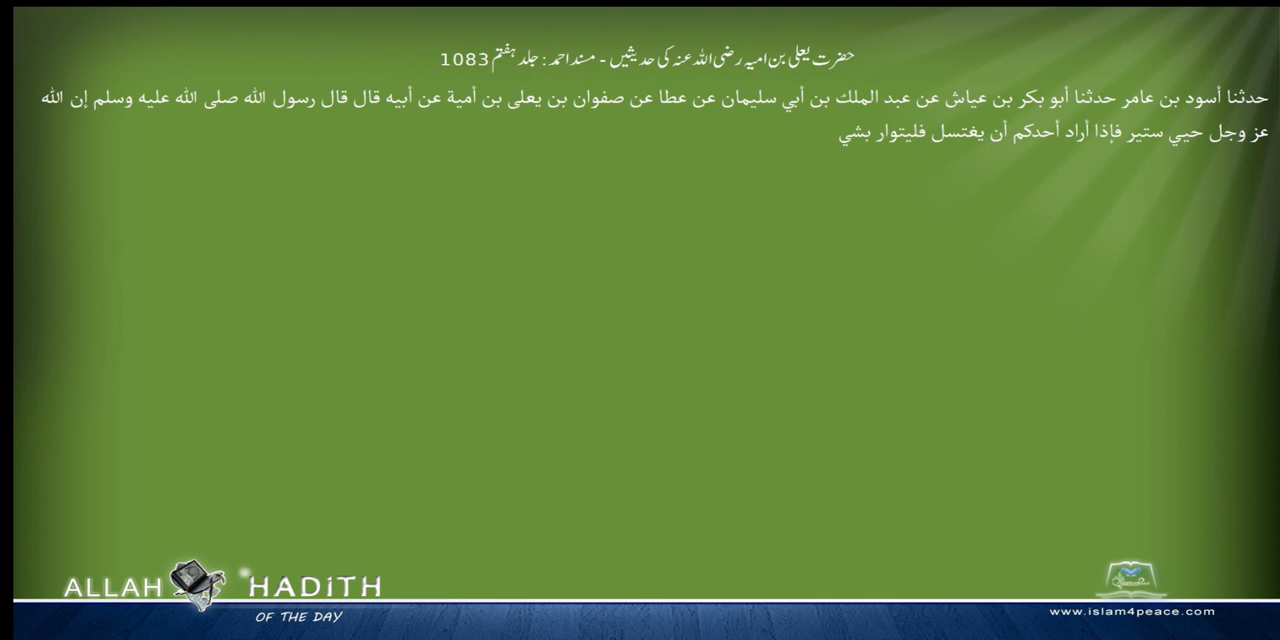 حضرت یعلی بن امیہ رضی اللہ عنہ کی حدیثیں - مسند احمد : جلد ہفتم 1083
حدثنا أسود بن عامر حدثنا أبو بكر بن عياش عن عبد الملك بن أبي سليمان عن عطا عن صفوان بن يعلى بن أمية عن أبيه قال قال رسول الله صلى الله عليه وسلم إن الله
عز وجل حيي ستير فإذا أراد أحدكم أن يغتسل فليتوار بشي
ALLAH HADITH
OF THE DAY
www.islam4peace.com